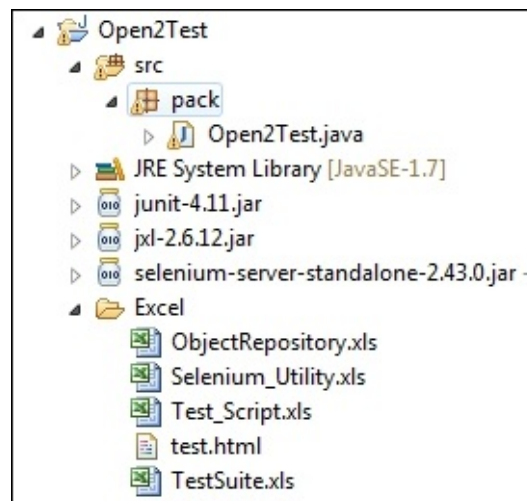 Open2Test
src
pack
Open2Test.java
JRE System Library [JavaSE-1.7]
junit-4.11.jar
jxl-2.6.12.jar
selenium-server-standalone-2.43.0.jar -
Excel
ObjectRepository.xls
Selenium_Utility.xls
Test_Script.xls
test.html
TestSuite.xls